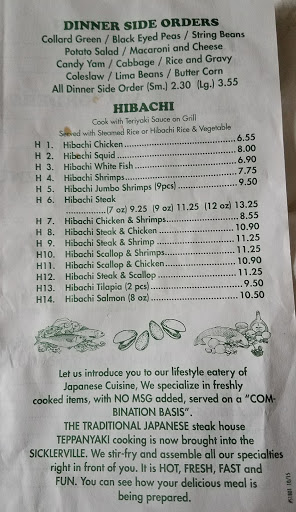 DINNER SIDE ORDERS
Collard Green / Black Eyed Peas / String Beans
Potato Salad / Macaroni and Cheese
Candy Yam / Cabbage / Rice and Gravy
Coleslaw / Lima Beans / Butter Corn
All Dinner Side Order (Sm.) 2.30 (Lg.) 3.55
HIBACHI
Cook with Teriyaki Sauce on Grill
Served with Steamed Rice or Hibachi Rice & Vegetable
H 1. Hibachi Chicken 6.55
H 2. Hibachi Squid 8.00
H 3. Hibachi White Fish 6.90
H 4. Hibachi Shrimps 7.75
H 5. Hibachi Jumbo Shrimps (9pcs) 9.50
H 6. Hibachi Steak
(7 oz) 9.25 (9 oz) 11.25 (12 oz) 13.25
H 7. Hibachi Chicken & Shrimps 8.55
H 8. Hibachi Steak & Chicken 10.90
H 9. Hibachi Steak & Shrimp 11.25
H10. Hibachi Scallop & Shrimps 11.25
H11. Hibachi Scallop & Chicken 10.90
H12. Hibachi Steak & Scallop 11.25
H13. Hibachi Tilapia (2 pcs) 9.50
H14. Hibachi Salmon (8 oz) 10.50
Let us introduce you to our lifestyle eatery of
Japanese Cuisine, We specialize in freshly
cooked items, with NO MSG added, served on a "COM-
BINATION BASIS".
THE TRADITIONAL JAPANESE steak house
TEPPANYAKI cooking is now brought into the
SICKLERVILLE. We stir-fry and assemble all our specialties
right in front of you. It is HOT, FRESH, FAST and
FUN. You can see how your delicious meal is
being prepared.